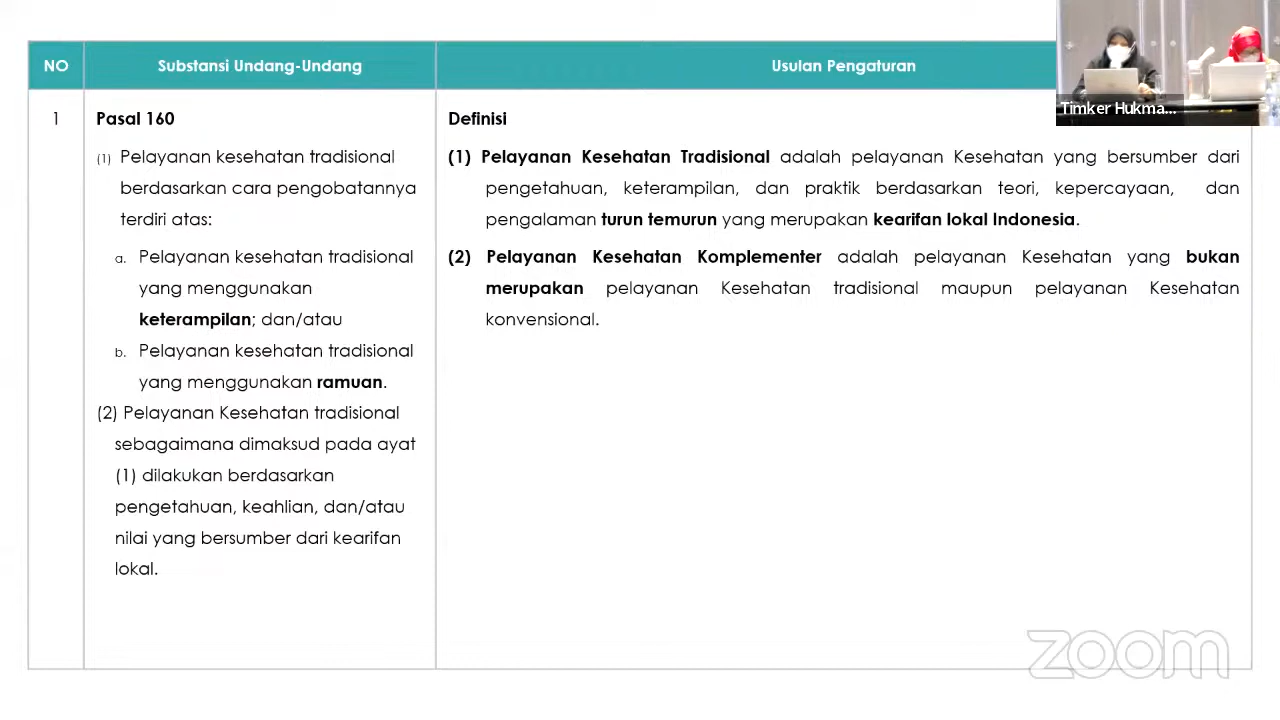 NO
Substansi Undang-Undang
Usulan Pengaturan
1
Pasal 160
(1) Pelayanan kesehatan tradisional
berdasarkan cara pengobatannya
terdiri atas:
a. Pelayanan kesehatan tradisional
yang menggunakan
keterampilan; dan/atau
b. Pelayanan kesehatan tradisional
yang menggunakan ramuan.
(2) Pelayanan Kesehatan tradisional
sebagaimana dimaksud pada ayat
(1) dilakukan berdasarkan
pengetahuan, keahlian, dan/atau
nilai yang bersumber dari kearifan
lokal.
Definisi
(1) Pelayanan Kesehatan Tradisional adalah pelayanan Kesehatan yang bersumber dari
pengetahuan, keterampilan, dan praktik berdasarkan teori, kepercayaan, dan
pengalaman turun temurun yang merupakan kearifan lokal Indonesia.
(2) Pelayanan Kesehatan Komplementer adalah pelayanan Kesehatan yang bukan
merupakan pelayanan Kesehatan tradisional maupun pelayanan Kesehatan
konvensional.
Timker Hukma...
zoom